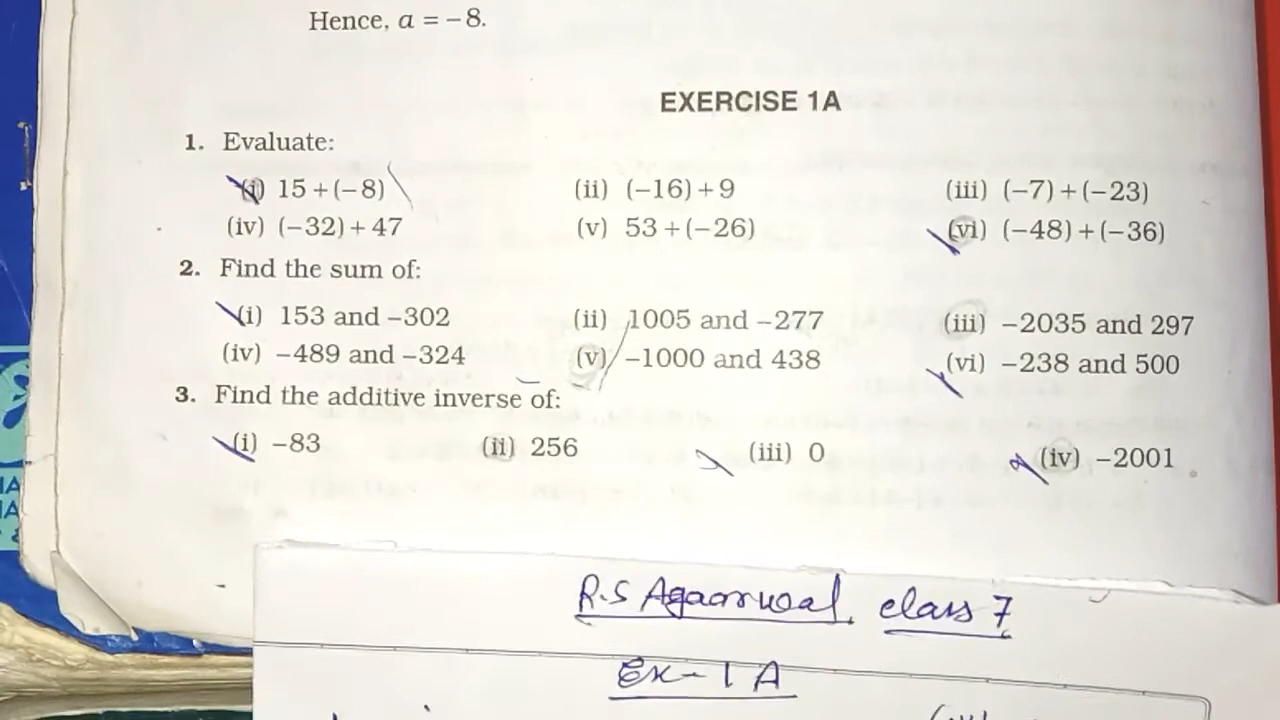 Hence, a = −8.
EXERCISE 1A
1. Evaluate:
(i) 15 + (−8) (ii) (−16) + 9 (iii) (−7) + (−23)
(iv) (−32) + 47 (v) 53 + (−26) (vi) (−48) + (−36)
2. Find the sum of:
(i) 153 and −302 (ii) 1005 and −277 (iii) −2035 and 297
(iv) −489 and −324 (v) −1000 and 438 (vi) −238 and 500
3. Find the additive inverse of:
(i) −83 (ii) 256 (iii) 0 (iv) −2001
R.S Agaarwal. class 7
Ex - 1 A